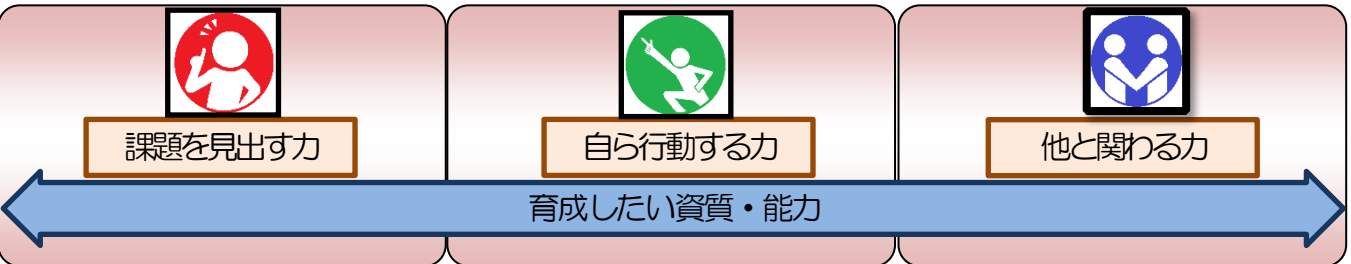 課題を見出す力
自ら行動する力
他と関わる力
育成したい資質・能力